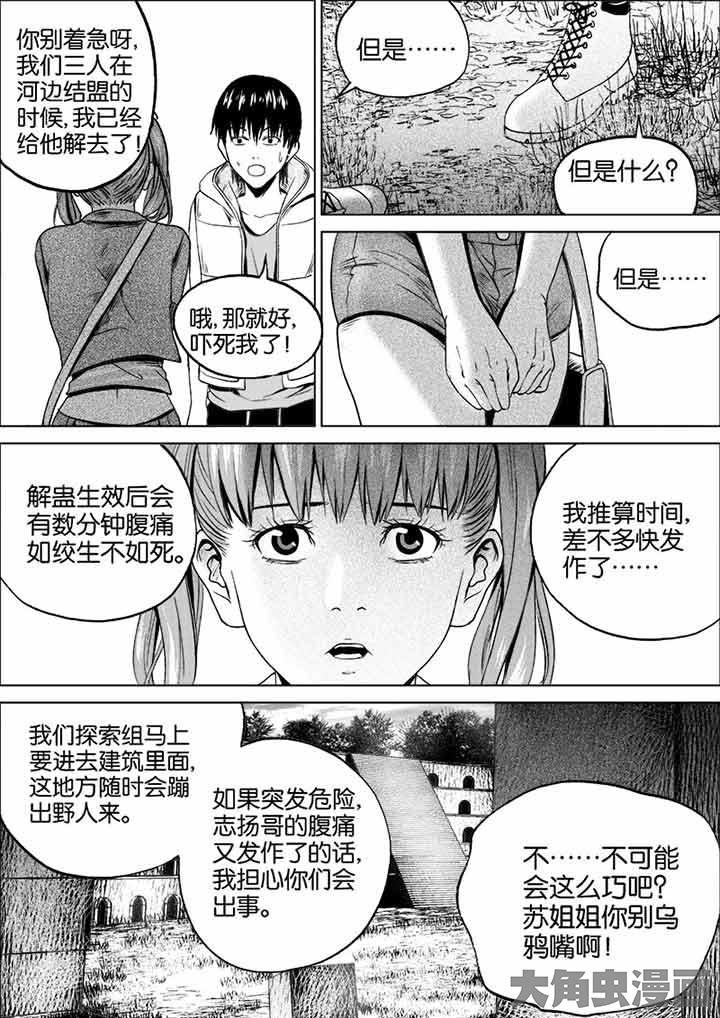 你别着急呀,
我们三人在
河边结盟的
时候,我已经
给他解去了!
哦,那就好,
吓死我了!
但是……
但是什么?
但是……
解蛊生效后会
有数分钟腹痛
如绞生不如死。
我推算时间,
差不多快发
作了……
我们探索组马上
要进去建筑里面,
这地方随时会蹦
出野人来。
如果突发危险,
志扬哥的腹痛
又发作了的话,
我担心你们会
出事。
不……不可能
会这么巧吧?
苏姐姐你别乌
鸦嘴啊!
大角虫漫画